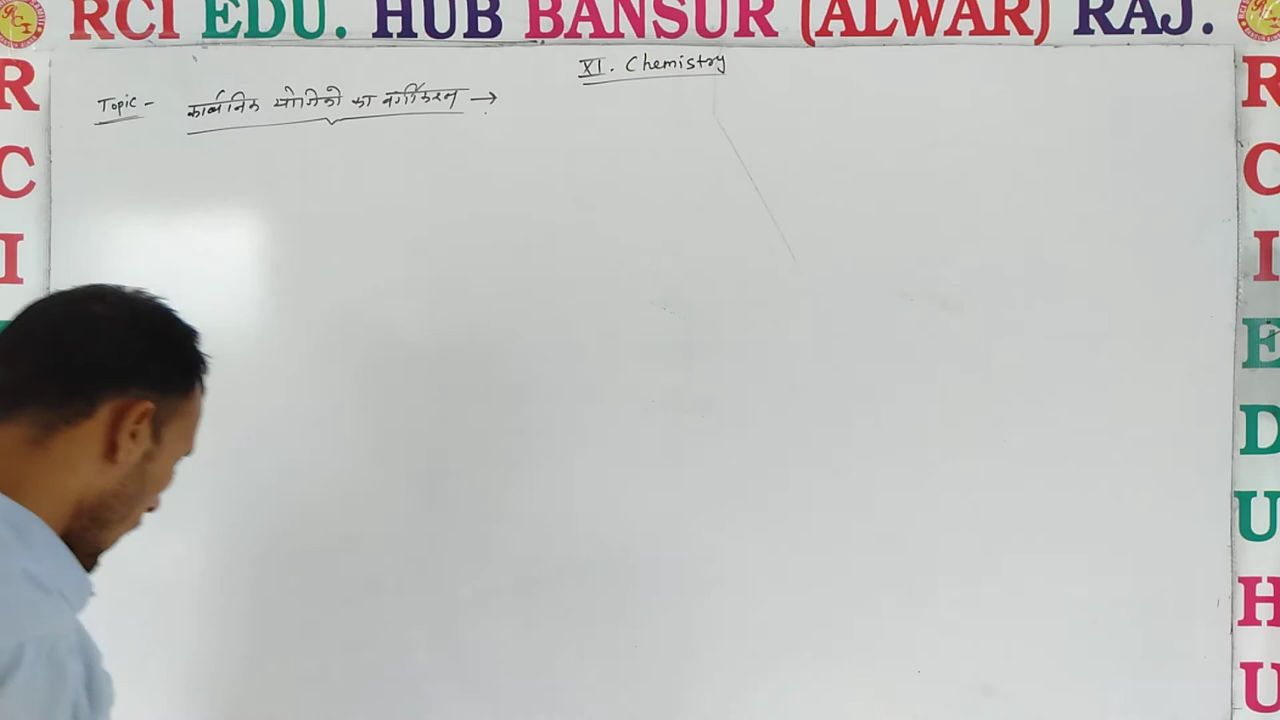 RCI EDU. HUB BANSUR (ALWAR) RAJ.
XI. Chemistry
Topic - कार्बनिक यौगिको का वर्गीकरण →
R
C
I
R
C
I
E
D
U
H
U